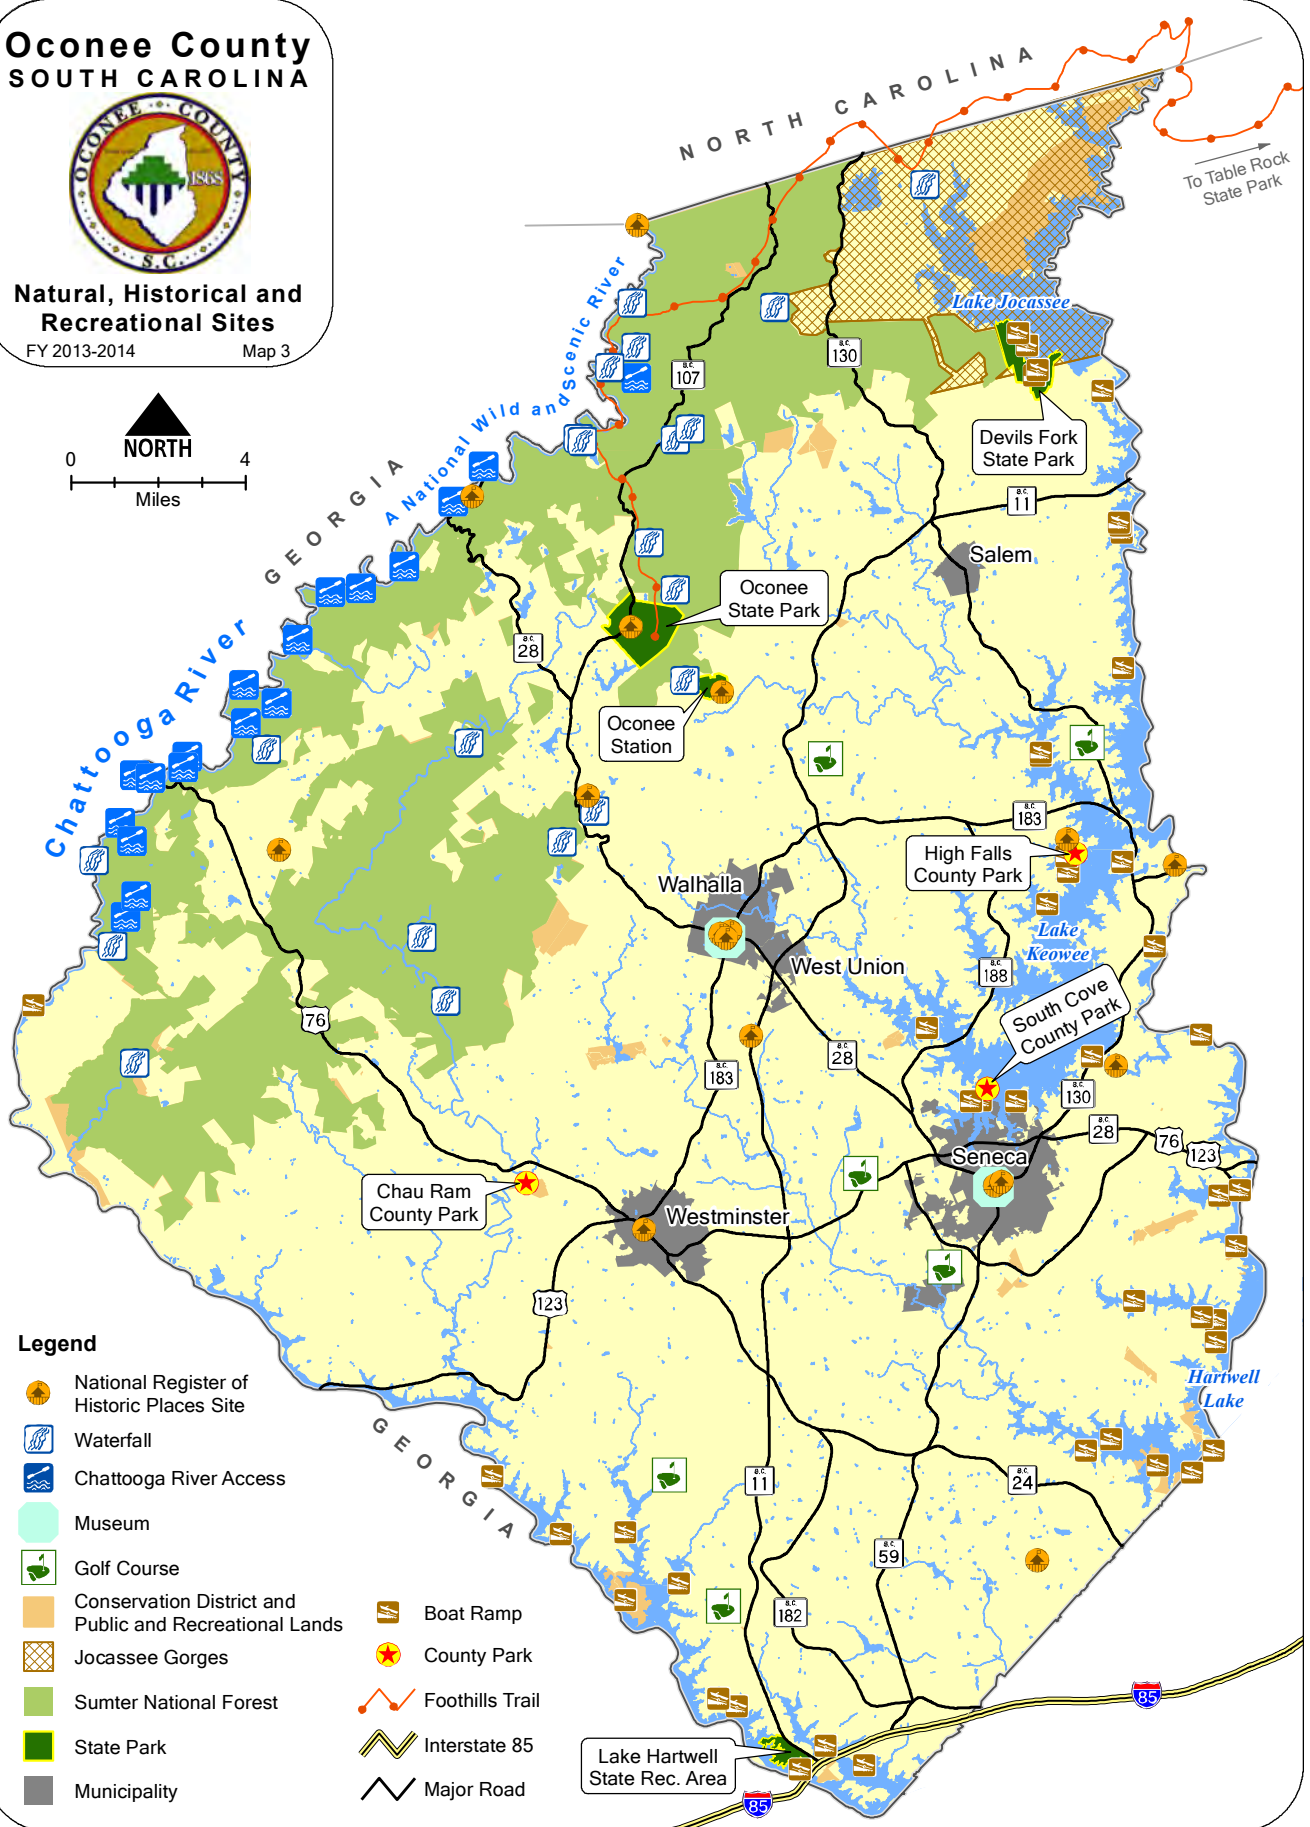 Oconee County
SOUTH CAROLINA
OCONEE COUNTY
1868
S.C.
Natural, Historical and
Recreational Sites
FY 2013-2014 Map 3
NORTH
0 4
Miles
NORTH CAROLINA
To Table Rock
State Park
Lake Jocassee
A National Wild and Scenic River
GEORGIA
Chattooga River
S.C.
107
S.C.
130
Devils Fork
State Park
S.C.
11
Salem
Oconee
State Park
S.C.
28
Oconee
Station
S.C.
183
High Falls
County Park
Walhalla
Lake
Keowee
West Union
S.C.
188
South Cove
County Park
76
S.C.
28
S.C.
183
S.C.
130
S.C.
28
76
123
Seneca
Chau Ram
County Park
Westminster
123
Hartwell
Lake
GEORGIA
S.C.
11
S.C.
24
S.C.
59
S.C.
182
85
Lake Hartwell
State Rec. Area
85
Legend
National Register of
Historic Places Site
Waterfall
Chattooga River Access
Museum
Golf Course
Conservation District and
Public and Recreational Lands
Jocassee Gorges
Sumter National Forest
State Park
Municipality
Boat Ramp
County Park
Foothills Trail
Interstate 85
Major Road